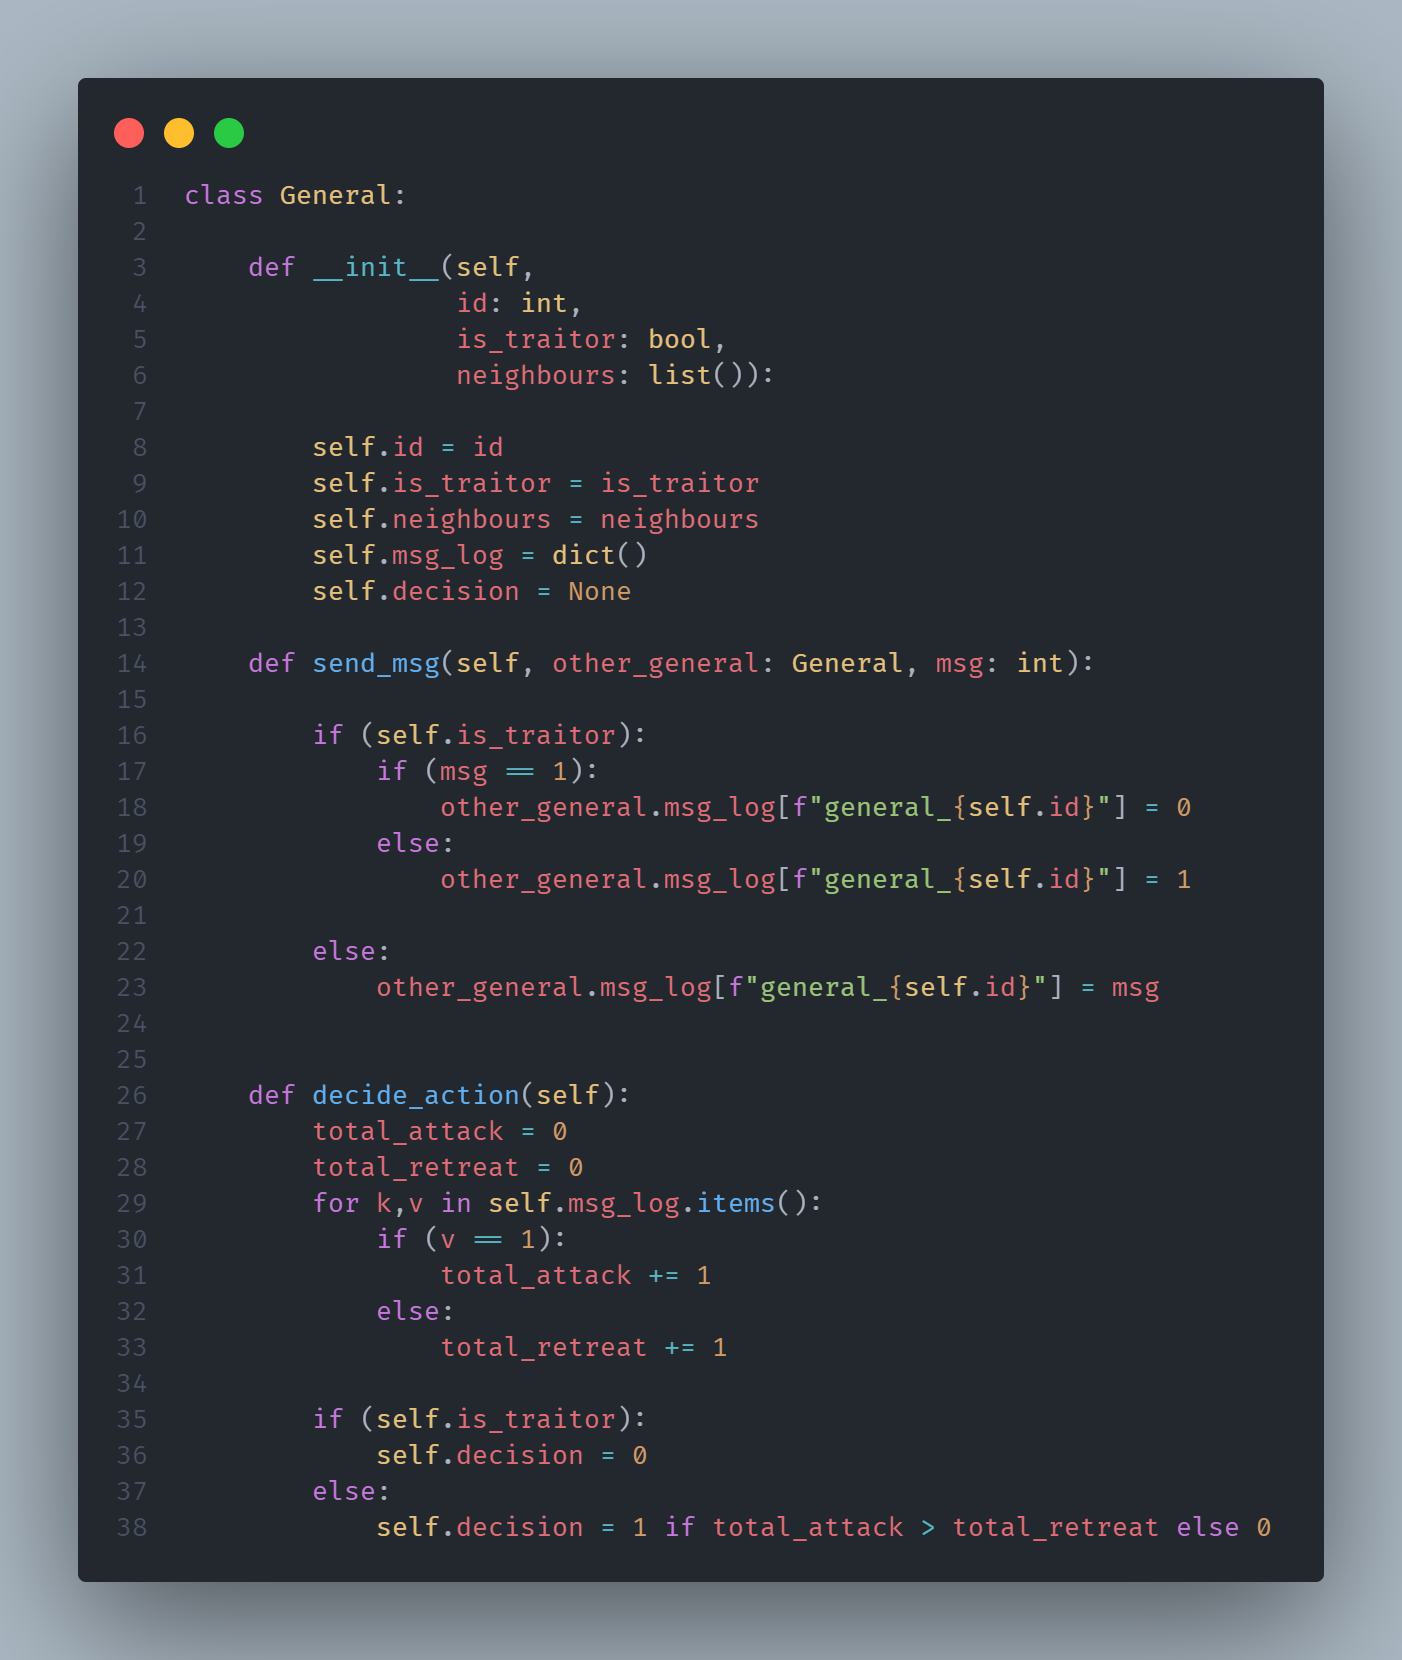 1 class General:
2
3     def __init__(self,
4                  id: int,
5                  is_traitor: bool,
6                  neighbours: list()):
7
8         self.id = id
9         self.is_traitor = is_traitor
10         self.neighbours = neighbours
11         self.msg_log = dict()
12         self.decision = None
13
14     def send_msg(self, other_general: General, msg: int):
15
16         if (self.is_traitor):
17             if (msg == 1):
18                 other_general.msg_log[f"general_{self.id}"] = 0
19             else:
20                 other_general.msg_log[f"general_{self.id}"] = 1
21
22         else:
23             other_general.msg_log[f"general_{self.id}"] = msg
24
25
26     def decide_action(self):
27         total_attack = 0
28         total_retreat = 0
29         for k,v in self.msg_log.items():
30             if (v == 1):
31                 total_attack += 1
32             else:
33                 total_retreat += 1
34
35         if (self.is_traitor):
36             self.decision = 0
37         else:
38             self.decision = 1 if total_attack > total_retreat else 0